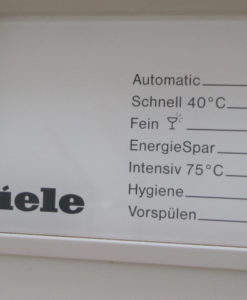 Automatic
Schnell 40°C
Fein
EnergieSpar
Intensiv 75°C
Hygiene
Vorspülen
iele